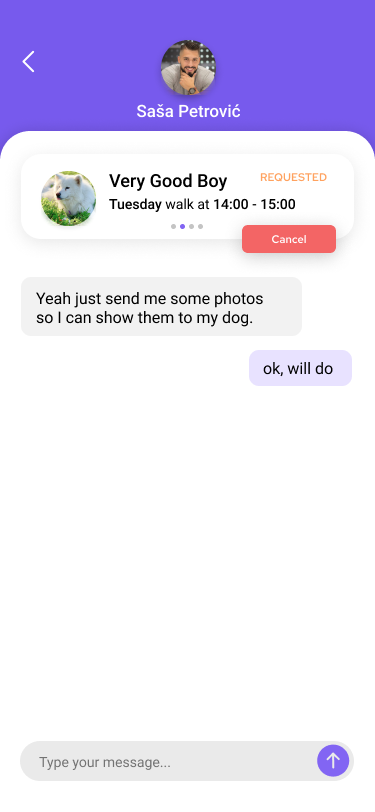 Saša Petrović
Very Good Boy
REQUESTED
Tuesday walk at 14:00 - 15:00
Cancel
Yeah just send me some photos
so I can show them to my dog.
ok, will do
Type your message...